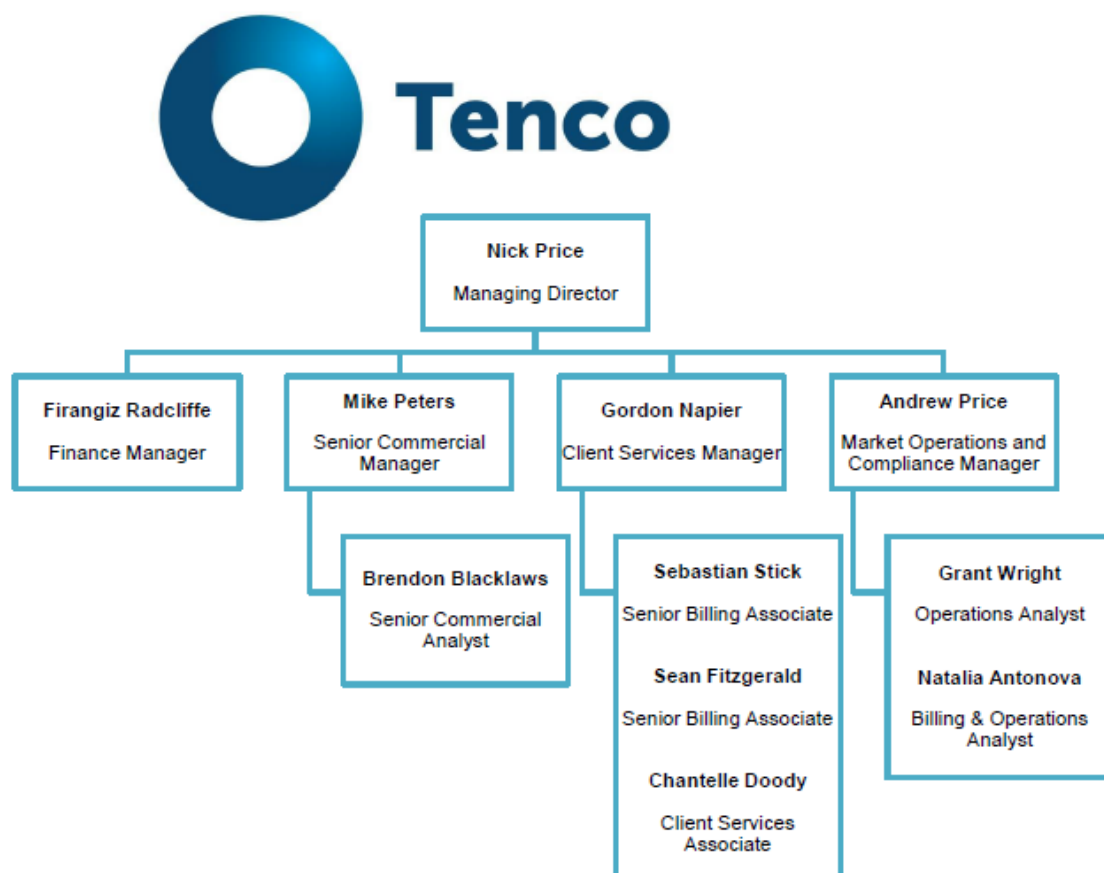 Tenco
Nick Price
Managing Director
Firangiz Radcliffe
Finance Manager
Mike Peters
Senior Commercial
Manager
Gordon Napier
Client Services Manager
Andrew Price
Market Operations and
Compliance Manager
Brendon Blacklaws
Senior Commercial
Analyst
Sebastian Stick
Senior Billing Associate
Sean Fitzgerald
Senior Billing Associate
Chantelle Doody
Client Services
Associate
Grant Wright
Operations Analyst
Natalia Antonova
Billing & Operations
Analyst